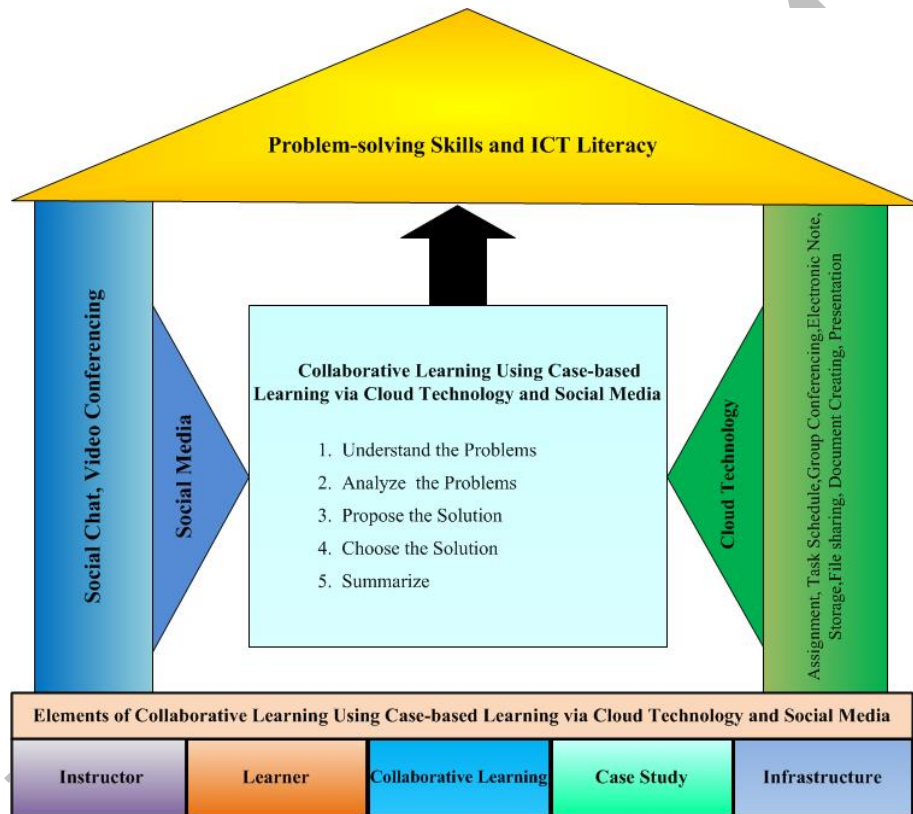 Problem-solving Skills and ICT Literacy
Social Chat, Video Conferencing
Social Media
Collaborative Learning Using Case-based
Learning via Cloud Technology and Social Media
1. Understand the Problems
2. Analyze the Problems
3. Propose the Solution
4. Choose the Solution
5. Summarize
Cloud Technology
Assignment, Task Schedule,Group Conferencing,Electronic Note,
Storage,File sharing, Document Creating, Presentation
Elements of Collaborative Learning Using Case-based Learning via Cloud Technology and Social Media
Instructor
Learner
Collaborative Learning
Case Study
Infrastructure